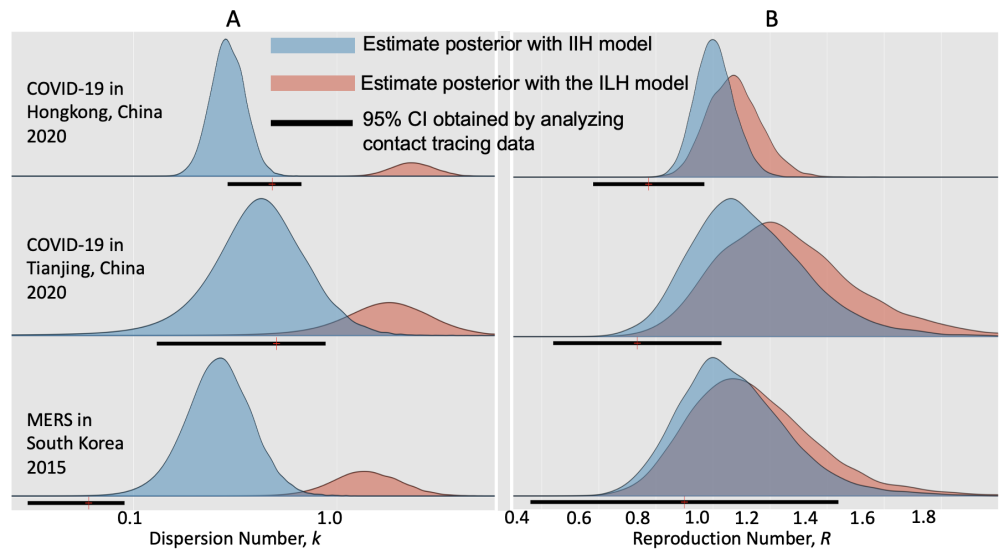 A
B
Estimate posterior with IIH model
Estimate posterior with the ILH model
95% CI obtained by analyzing
contact tracing data
COVID-19 in
Hongkong, China
2020
COVID-19 in
Tianjing, China
2020
MERS in
South Korea
2015
0.1
1.0
0.4
0.6
0.8
1.0
1.2
1.4
1.6
1.8
Dispersion Number, k
Reproduction Number, R